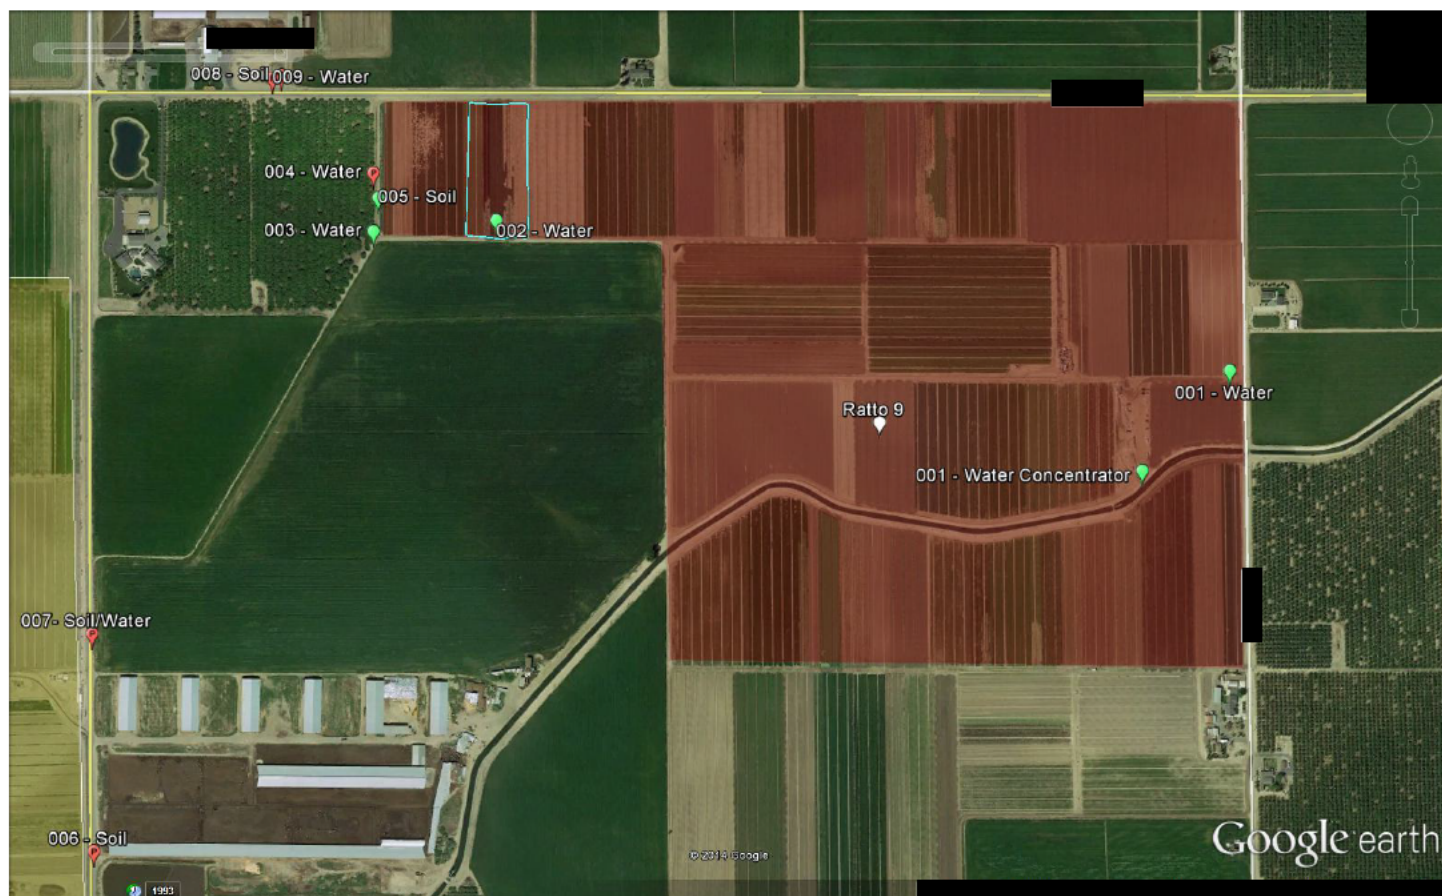 008 - Soil
009 - Water
004 - Water
005 - Soil
003 - Water
002 - Water
001 - Water
Ratto 9
001 - Water Concentrator
007- Soil/Water
006 - Soil
Google earth
© 2014 Google
1993